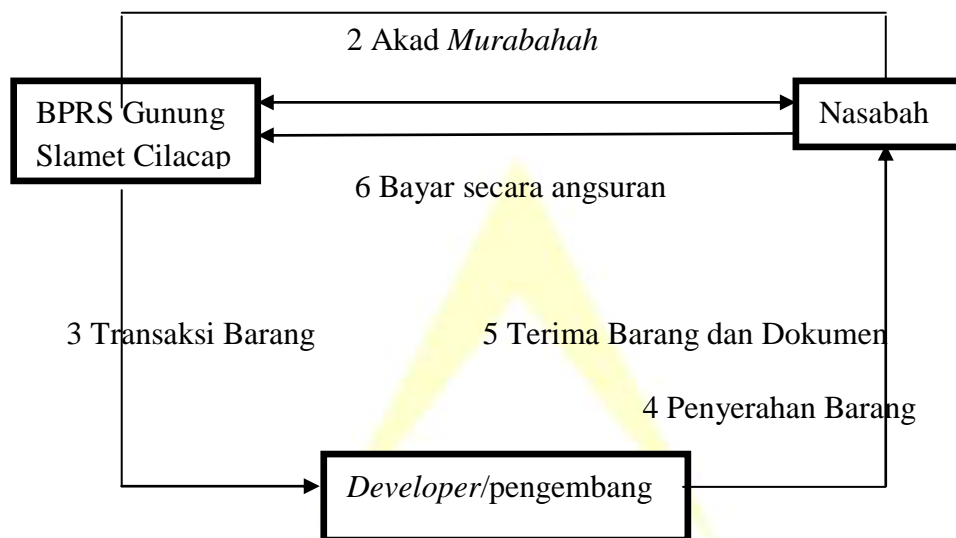 2 Akad Murabahah
BPRS Gunung
Slamet Cilacap
Nasabah
6 Bayar secara angsuran
3 Transaksi Barang
5 Terima Barang dan Dokumen
4 Penyerahan Barang
Developer/pengembang